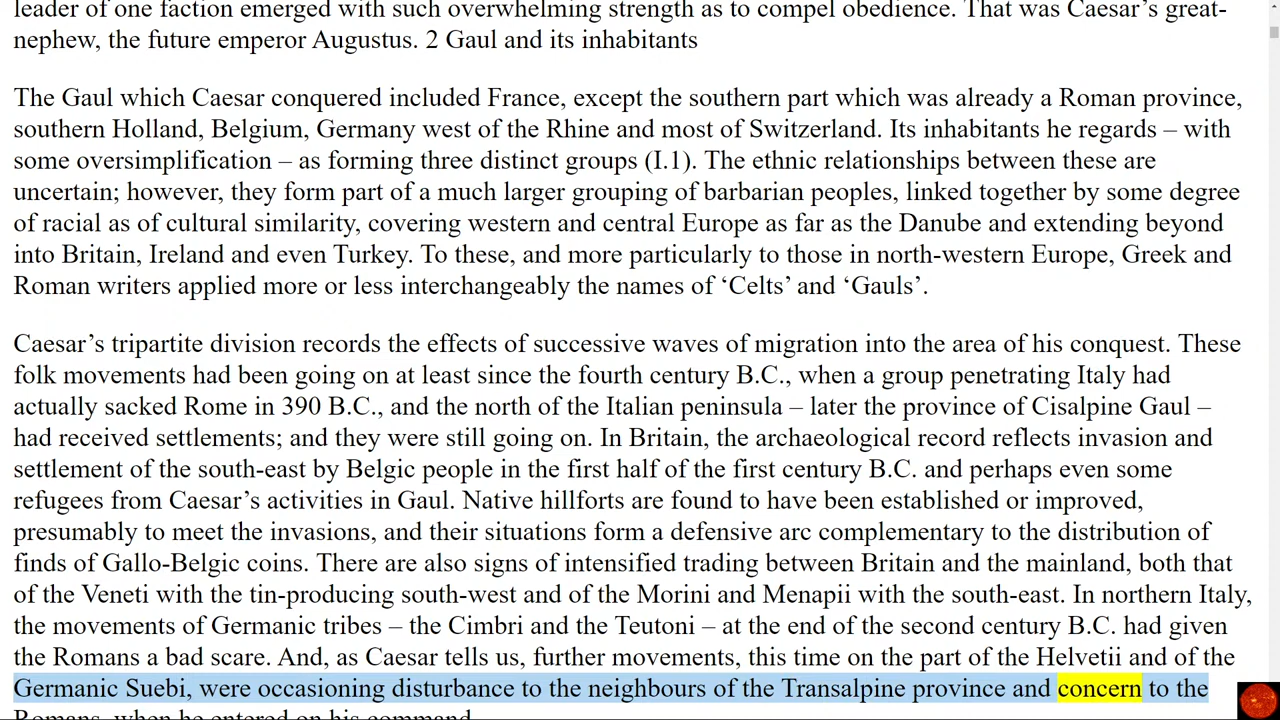 leader of one faction emerged with such overwhelming strength as to compel obedience. That was Caesar’s great-
nephew, the future emperor Augustus. 2 Gaul and its inhabitants
The Gaul which Caesar conquered included France, except the southern part which was already a Roman province,
southern Holland, Belgium, Germany west of the Rhine and most of Switzerland. Its inhabitants he regards – with
some oversimplification – as forming three distinct groups (I.1). The ethnic relationships between these are
uncertain; however, they form part of a much larger grouping of barbarian peoples, linked together by some degree
of racial as of cultural similarity, covering western and central Europe as far as the Danube and extending beyond
into Britain, Ireland and even Turkey. To these, and more particularly to those in north-western Europe, Greek and
Roman writers applied more or less interchangeably the names of ‘Celts’ and ‘Gauls’.
Caesar’s tripartite division records the effects of successive waves of migration into the area of his conquest. These
folk movements had been going on at least since the fourth century B.C., when a group penetrating Italy had
actually sacked Rome in 390 B.C., and the north of the Italian peninsula – later the province of Cisalpine Gaul –
had received settlements; and they were still going on. In Britain, the archaeological record reflects invasion and
settlement of the south-east by Belgic people in the first half of the first century B.C. and perhaps even some
refugees from Caesar’s activities in Gaul. Native hillforts are found to have been established or improved,
presumably to meet the invasions, and their situations form a defensive arc complementary to the distribution of
finds of Gallo-Belgic coins. There are also signs of intensified trading between Britain and the mainland, both that
of the Veneti with the tin-producing south-west and of the Morini and Menapii with the south-east. In northern Italy,
the movements of Germanic tribes – the Cimbri and the Teutoni – at the end of the second century B.C. had given
the Romans a bad scare. And, as Caesar tells us, further movements, this time on the part of the Helvetii and of the
Germanic Suebi, were occasioning disturbance to the neighbours of the Transalpine province and concern to the
Romans, when he entered on his command.